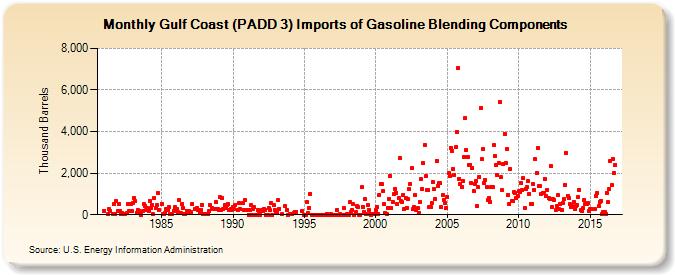 Monthly Gulf Coast (PADD 3) Imports of Gasoline Blending Components
Thousand Barrels
8,000
6,000
4,000
2,000
0
1985 1990 1995 2000 2005 2010 2015
Source: U.S. Energy Information Administration